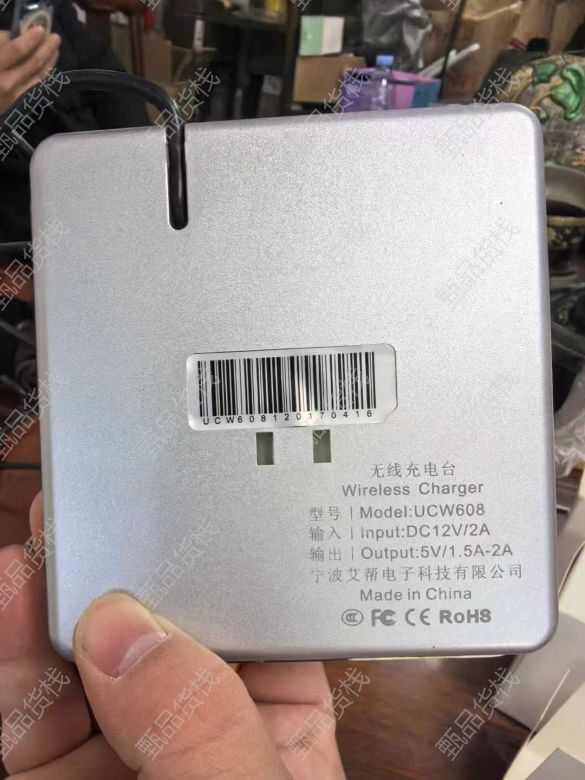 UCW608120170416
无线充电台
Wireless Charger
型号 | Model:UCW608
输入 | Input:DC12V/2A
输出 | Output:5V/1.5A-2A
宁波艾帮电子科技有限公司
Made in China
CCC FC CE RoHS
甄品货栈